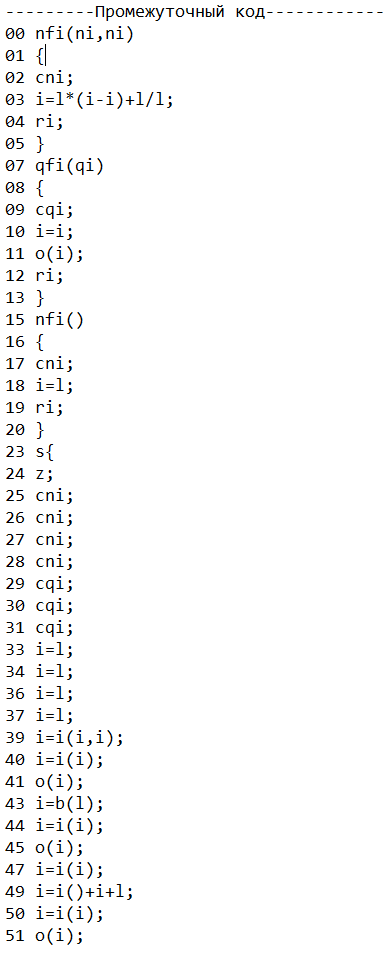 ---------Промежуточный код------------
00 nfi(ni,ni)
01 {
02 cni;
03 i=l*(i-i)+l/l;
04 ri;
05 }
07 qfi(qi)
08 {
09 cqi;
10 i=i;
11 o(i);
12 ri;
13 }
15 nfi()
16 {
17 cni;
18 i=l;
19 ri;
20 }
23 s{
24 z;
25 cni;
26 cni;
27 cni;
28 cni;
29 cqi;
30 cqi;
31 cqi;
33 i=l;
34 i=l;
36 i=l;
37 i=l;
39 i=i(i,i);
40 i=i(i);
41 o(i);
43 i=b(l);
44 i=i(i);
45 o(i);
47 i=i(i);
49 i=i()+i+l;
50 i=i(i);
51 o(i);